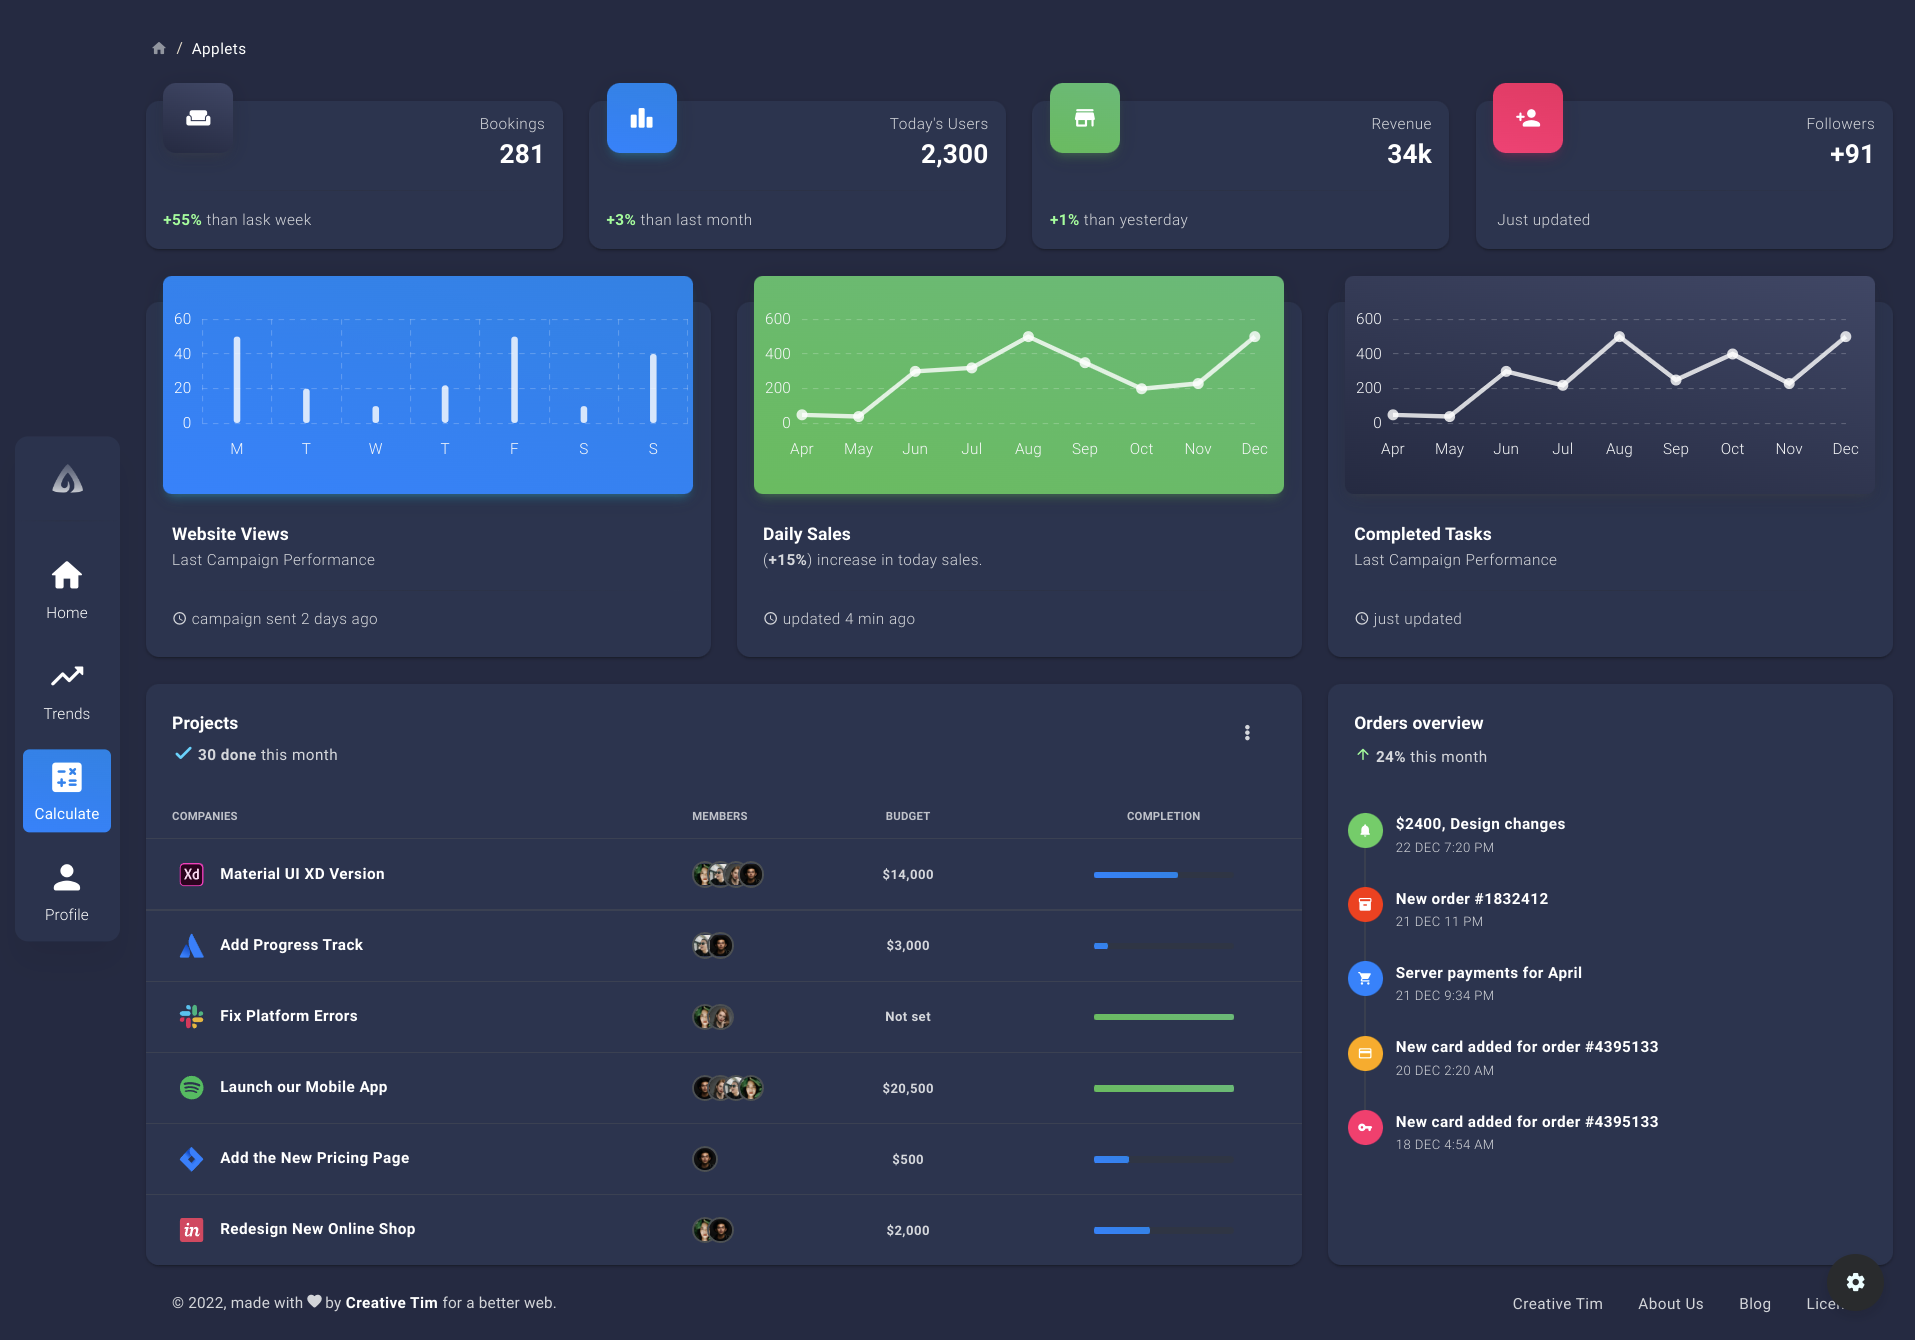 / Applets
Bookings
281
+55% than lask week
Today's Users
2,300
+3% than last month
Revenue
34k
+1% than yesterday
Followers
+91
Just updated
60
40
20
0
M T W T F S S
Website Views
Last Campaign Performance
campaign sent 2 days ago
600
400
200
0
Apr May Jun Jul Aug Sep Oct Nov Dec
Daily Sales
(+15%) increase in today sales.
updated 4 min ago
600
400
200
0
Apr May Jun Jul Aug Sep Oct Nov Dec
Completed Tasks
Last Campaign Performance
just updated
Home
Trends
Calculate
Profile
Projects
30 done this month
COMPANIES MEMBERS BUDGET COMPLETION
Xd Material UI XD Version $14,000
Add Progress Track $3,000
Fix Platform Errors Not set
Launch our Mobile App $20,500
Add the New Pricing Page $500
in Redesign New Online Shop $2,000
Orders overview
24% this month
$2400, Design changes
22 DEC 7:20 PM
New order #1832412
21 DEC 11 PM
Server payments for April
21 DEC 9:34 PM
New card added for order #4395133
20 DEC 2:20 AM
New card added for order #4395133
18 DEC 4:54 AM
© 2022, made with by Creative Tim for a better web.
Creative Tim About Us Blog